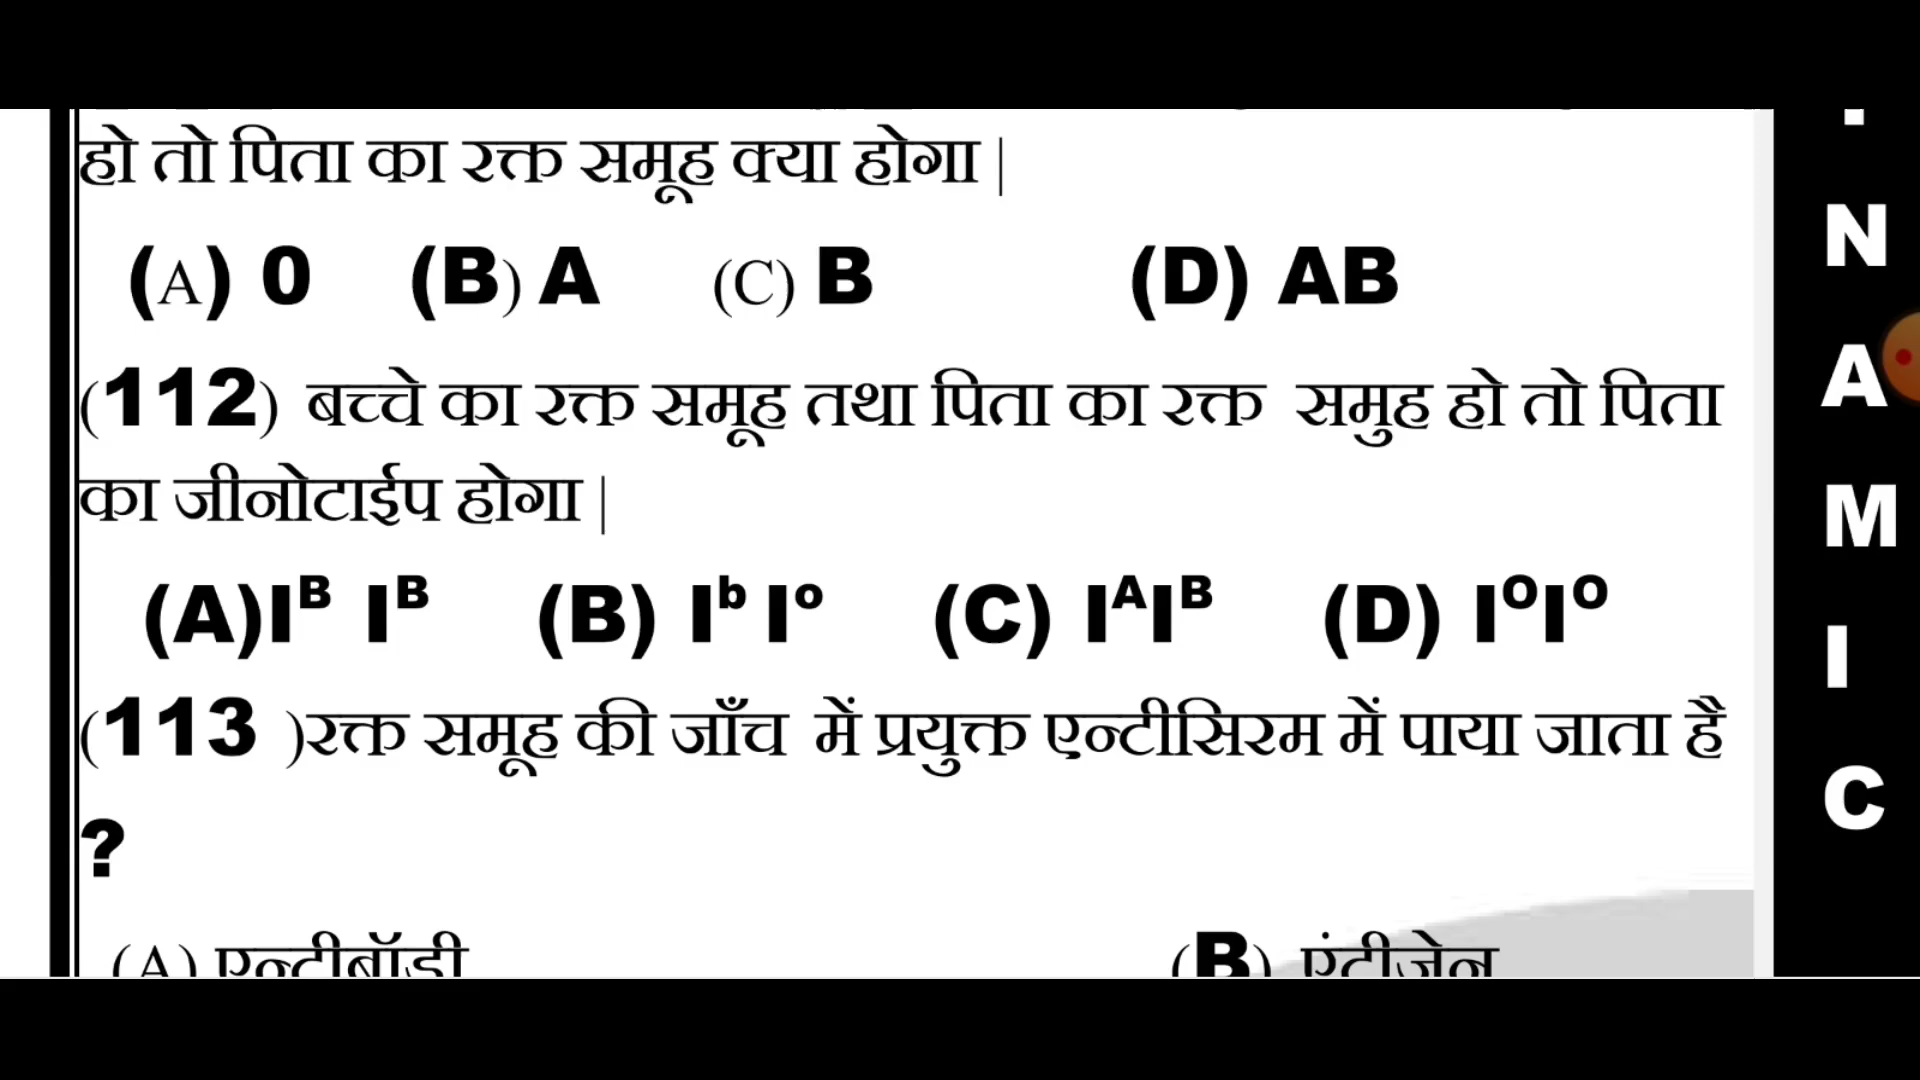 हो तो पिता का रक्त समूह क्या होगा |
(A) 0 (B) A (C) B (D) AB
(112) बच्चे का रक्त समूह तथा पिता का रक्त समुह हो तो पिता
का जीनोटाईप होगा |
(A)Iᴮ Iᴮ (B) Iᵇ Iᵒ (C) IᴬIᴮ (D) IᴼIᴼ
(113 )रक्त समूह की जाँच में प्रयुक्त एन्टीसिरम में पाया जाता है
?
(A) एन्टीबॉडी (B) एंटीजेन
N
A
M
I
C